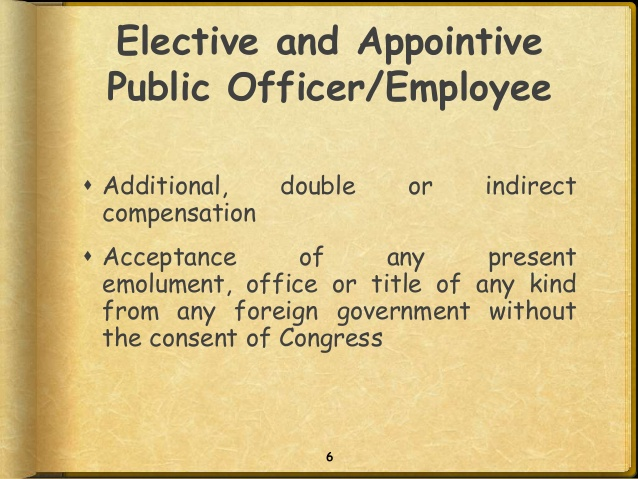 Elective and Appointive
Public Officer/Employee
Additional, double or indirect
compensation
Acceptance of any present
emolument, office or title of any kind
from any foreign government without
the consent of Congress
6